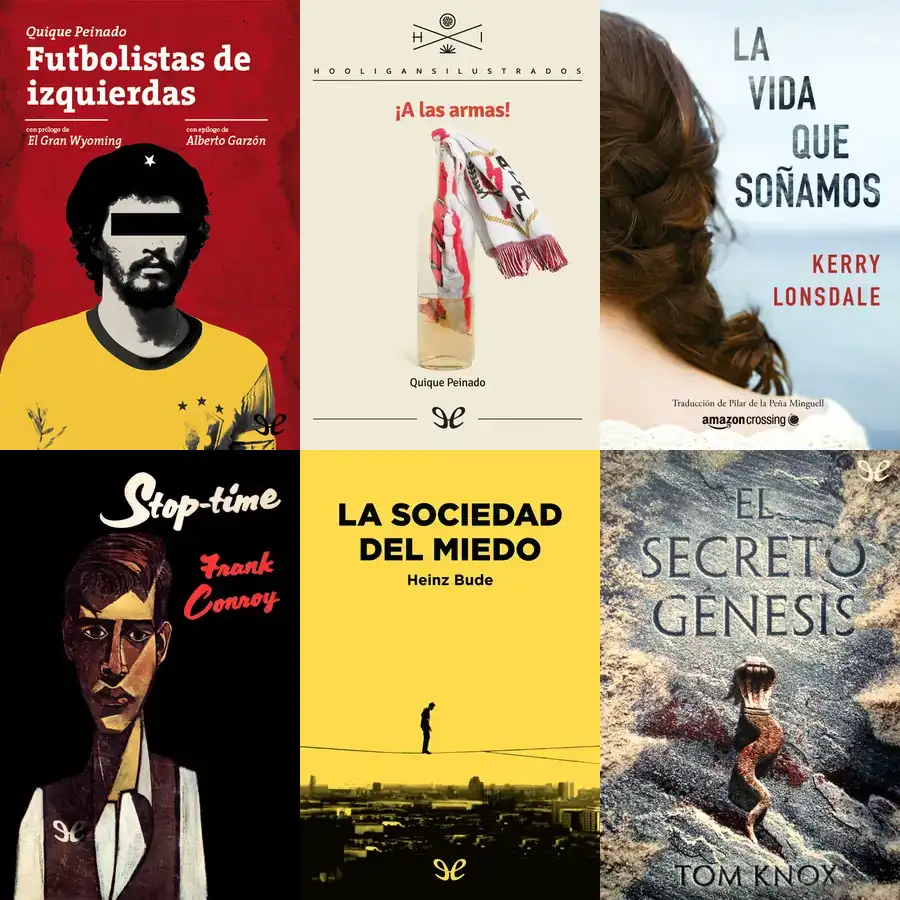 Quique Peinado
Futbolistas de
izquierdas
con prólogo de
El Gran Wyoming
con epílogo de
Alberto Garzón
H I
HOOLIGANSILUSTRADOS
¡A las armas!
Quique Peinado
LA
VIDA
QUE
SOÑAMOS
KERRY
LONSDALE
Traducción de Pilar de la Peña Minguell
amazoncrossing
Stop-time
Frank
Conroy
LA SOCIEDAD
DEL MIEDO
Heinz Bude
EL
SECRETO
GÉNESIS
TOM KNOX